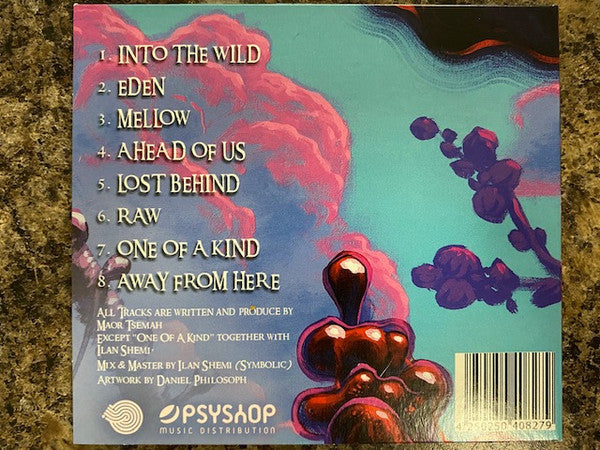 1. INTO THE WILD
2. EDEN
3. MELLOW
4. AHEAD OF US
5. LOST BEHIND
6. RAW
7. ONE OF A KIND
8. AWAY FROM HERE
ALL TRACKS ARE WRITTEN AND PRODUCE BY
MAOR TSEMAH
EXCEPT "ONE OF A KIND" TOGETHER WITH
ILAN SHEMI
MIX & MASTER BY ILAN SHEMI (SYMBOLIC)
ARTWORK BY DANIEL PHILOSOPH
PSYSHOP
MUSIC DISTRIBUTION